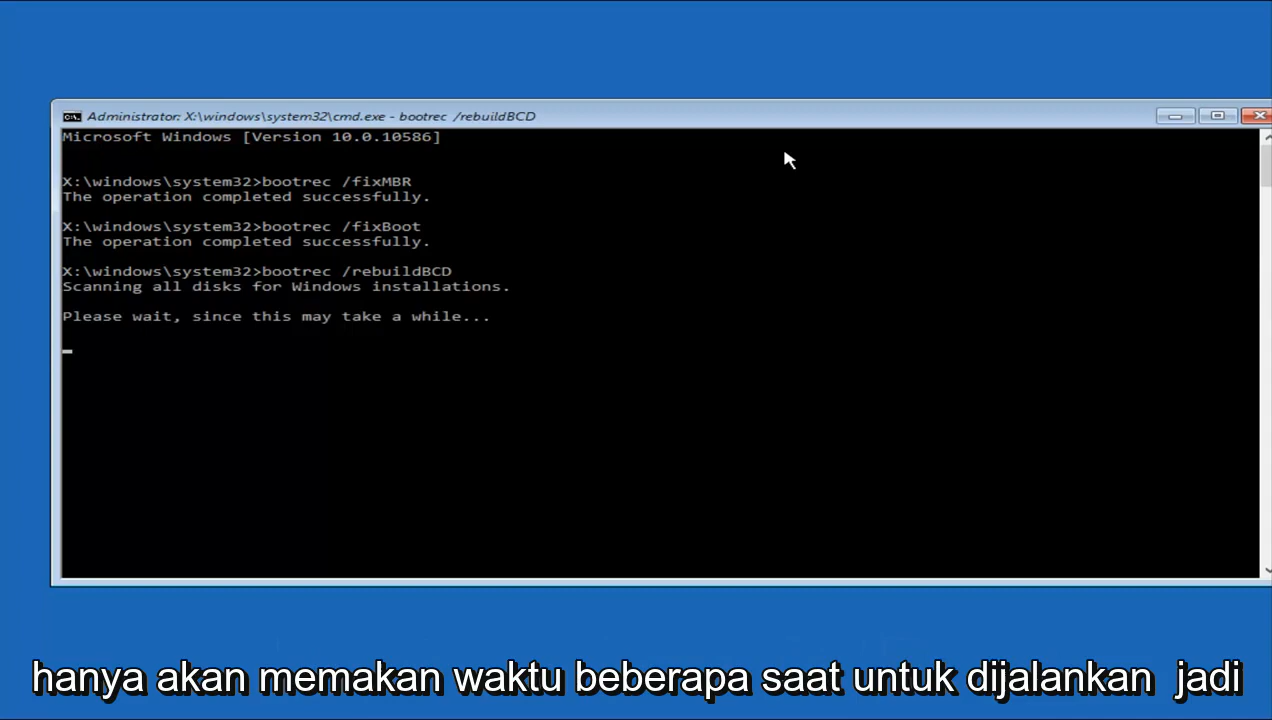 Administrator: X:\windows\system32\cmd.exe - bootrec /rebuildBCD
Microsoft Windows [Version 10.0.10586]
X:\windows\system32>bootrec /fixMBR
The operation completed successfully.
X:\windows\system32>bootrec /fixBoot
The operation completed successfully.
X:\windows\system32>bootrec /rebuildBCD
Scanning all disks for Windows installations.
Please wait, since this may take a while...
hanya akan memakan waktu beberapa saat untuk dijalankan jadi